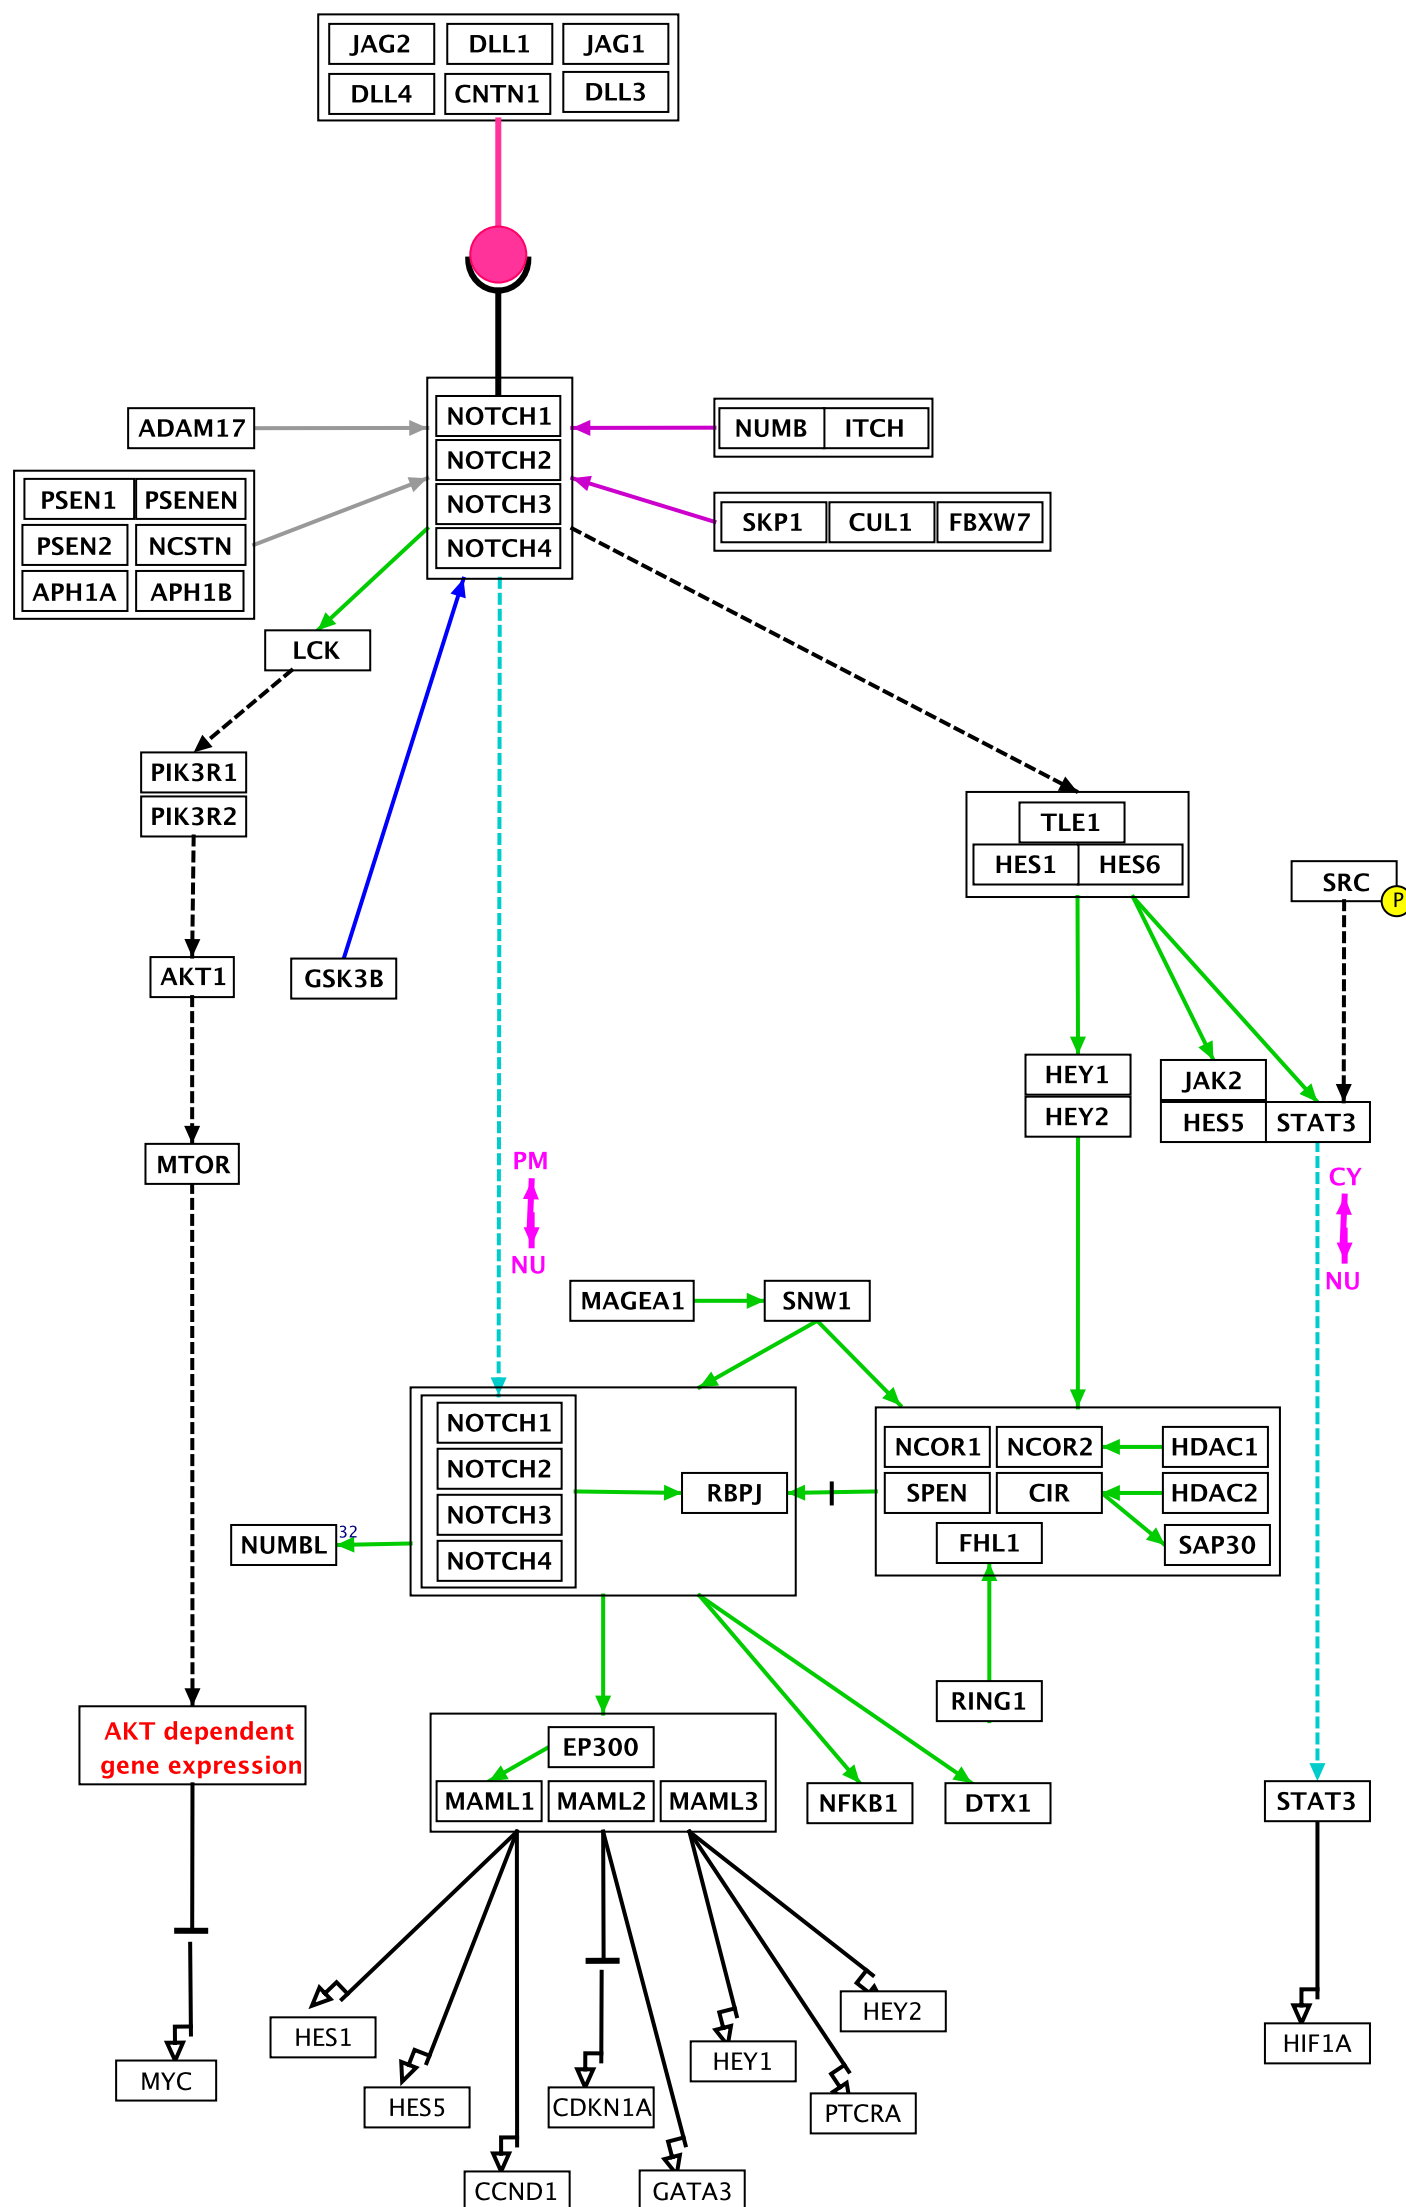 JAG2 DLL1 JAG1
DLL4 CNTN1 DLL3
ADAM17
NOTCH1
NOTCH2
NOTCH3
NOTCH4
NUMB ITCH
PSEN1 PSENEN
PSEN2 NCSTN
APH1A APH1B
SKP1 CUL1 FBXW7
LCK
PIK3R1
PIK3R2
TLE1
HES1 HES6
SRC
P
AKT1
GSK3B
HEY1
HEY2
JAK2
HES5 STAT3
MTOR
PM
NU
CY
NU
MAGEA1
SNW1
NOTCH1
NOTCH2
NOTCH3
NOTCH4
RBPJ
NCOR1 NCOR2 HDAC1
SPEN CIR HDAC2
FHL1 SAP30
NUMBL
32
RING1
AKT dependent
gene expression
EP300
MAML1 MAML2 MAML3
NFKB1
DTX1
STAT3
HES1
HEY2
HIF1A
HEY1
MYC
HES5
CDKN1A
PTCRA
CCND1
GATA3